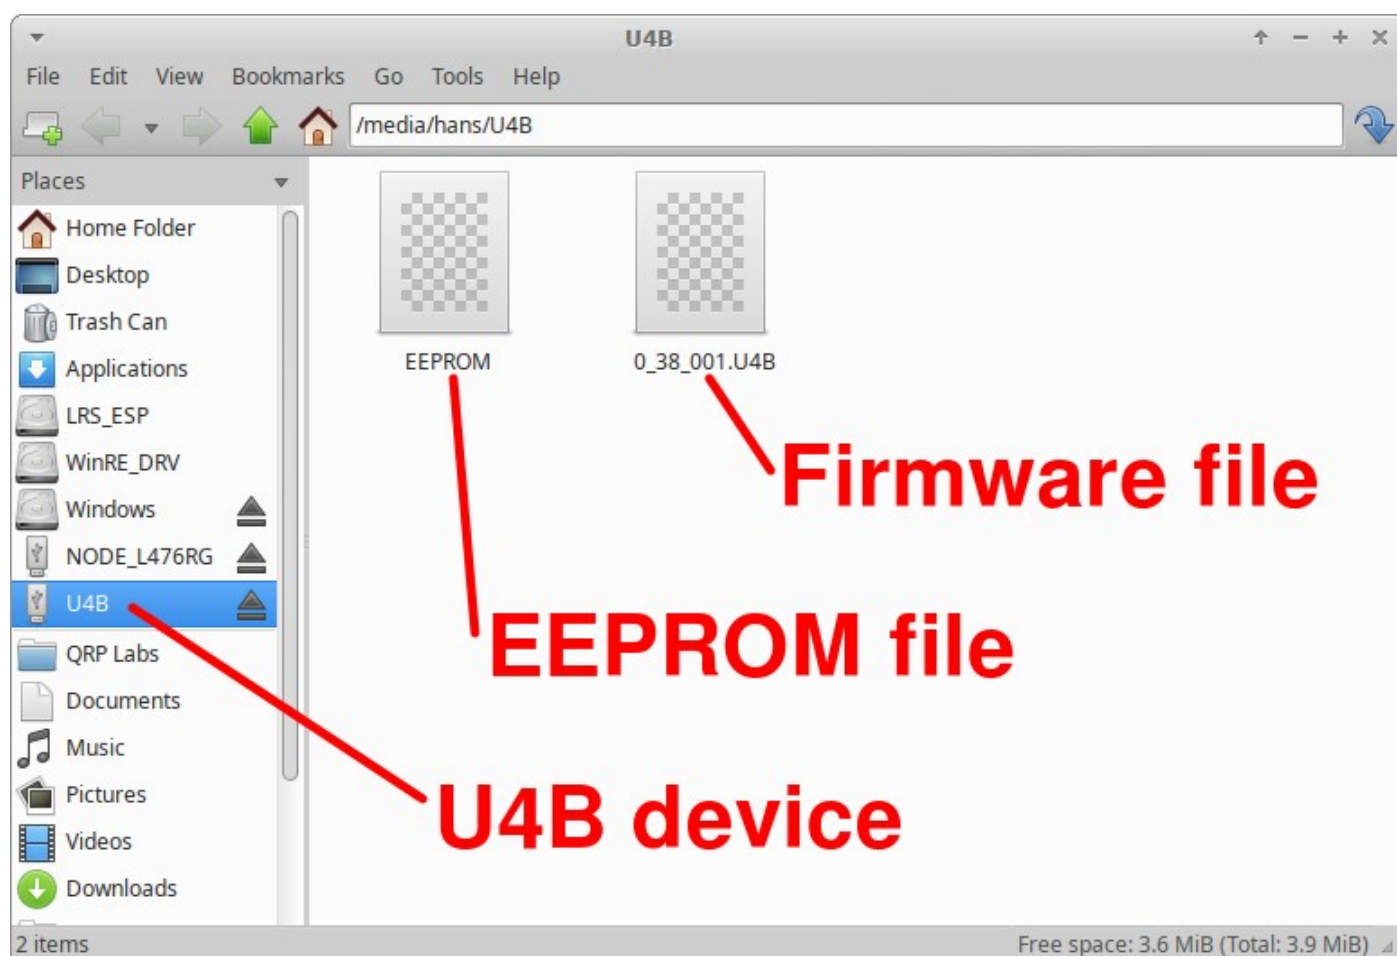 U4B
File Edit View Bookmarks Go Tools Help
/media/hans/U4B
Places
Home Folder
Desktop
Trash Can
Applications
LRS_ESP
WinRE_DRV
Windows
NODE_L476RG
U4B
QRP Labs
Documents
Music
Pictures
Videos
Downloads
EEPROM
0_38_001.U4B
Firmware file
EEPROM file
U4B device
2 items
Free space: 3.6 MiB (Total: 3.9 MiB)